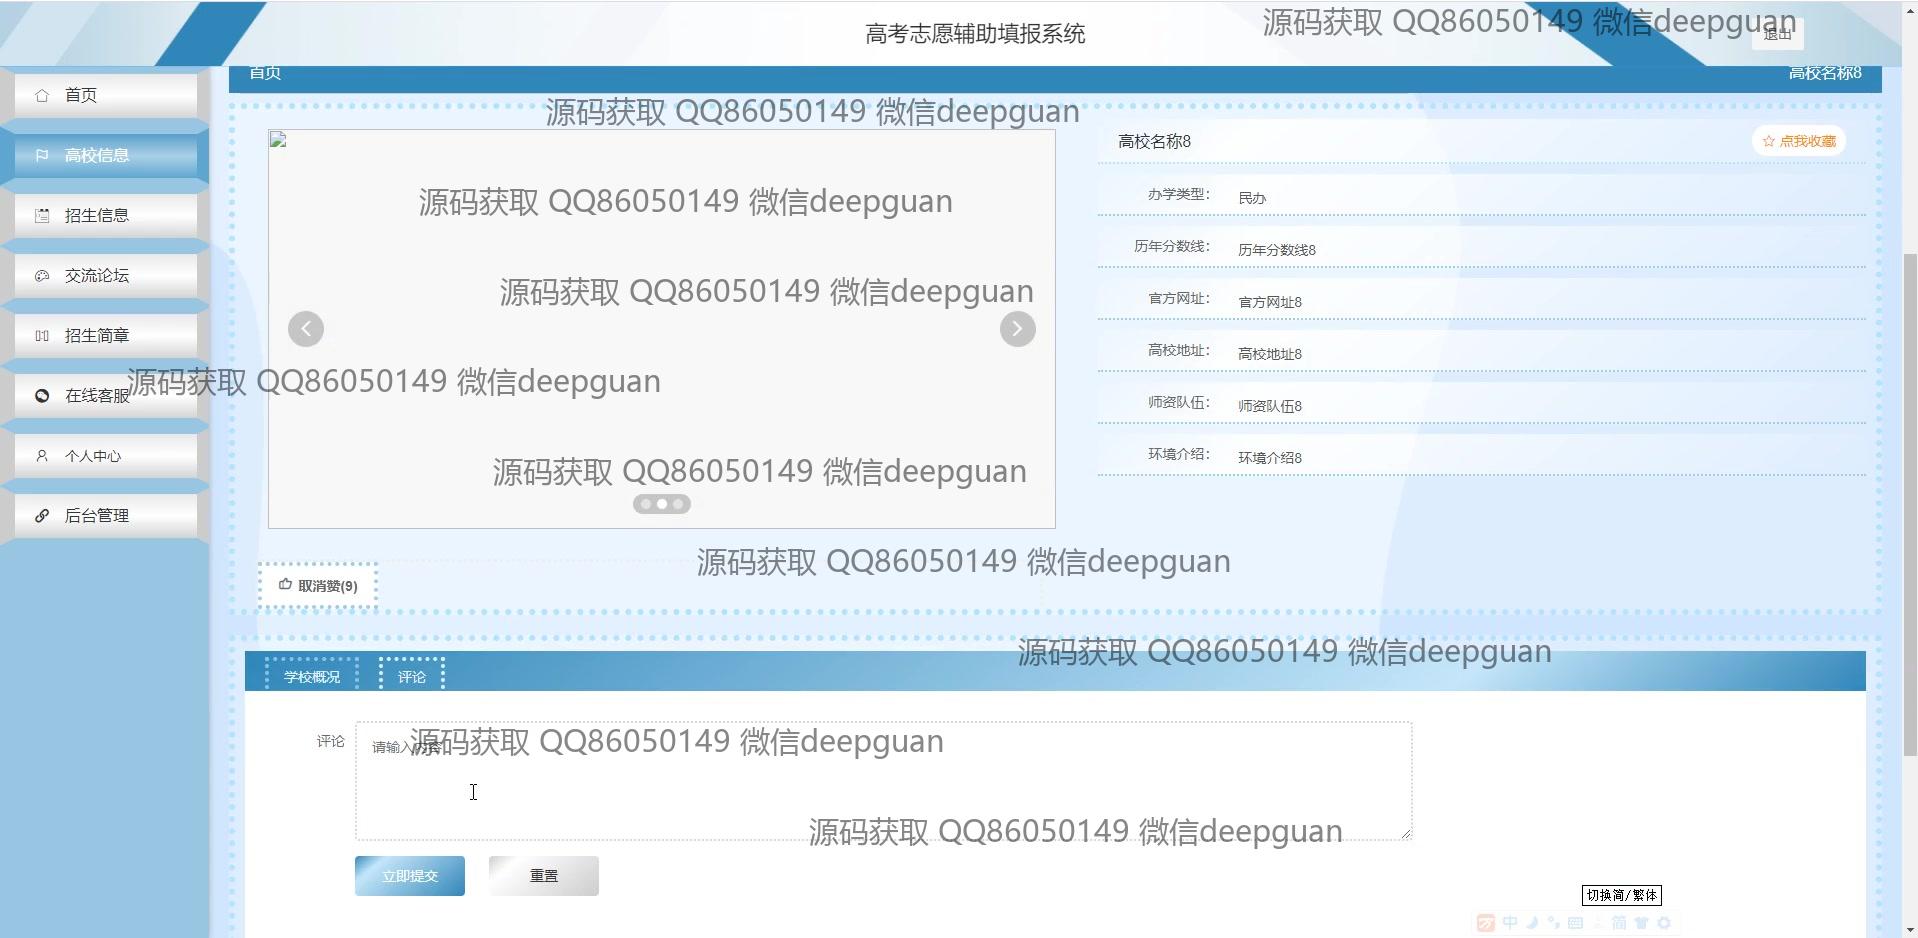 高考志愿辅助填报系统
源码获取 QQ86050149 微信deepguan
退出
首页
高校名称8
首页
高校信息
招生信息
交流论坛
招生简章
在线客服
个人中心
后台管理
源码获取 QQ86050149 微信deepguan
源码获取 QQ86050149 微信deepguan
源码获取 QQ86050149 微信deepguan
源码获取 QQ86050149 微信deepguan
源码获取 QQ86050149 微信deepguan
高校名称8
点我收藏
办学类型： 民办
历年分数线： 历年分数线8
官方网址： 官方网址8
高校地址： 高校地址8
师资队伍： 师资队伍8
环境介绍： 环境介绍8
源码获取 QQ86050149 微信deepguan
取消赞(9)
源码获取 QQ86050149 微信deepguan
学校概况 评论
评论
请输入内容
源码获取 QQ86050149 微信deepguan
源码获取 QQ86050149 微信deepguan
立即提交 重置
切换简/繁体
中 简